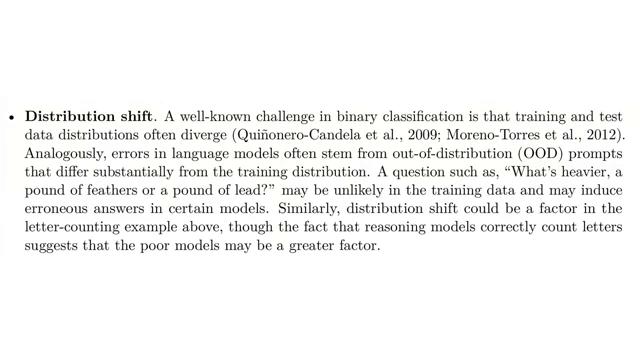 • Distribution shift. A well-known challenge in binary classification is that training and test
data distributions often diverge (Quiñonero-Candela et al., 2009; Moreno-Torres et al., 2012).
Analogously, errors in language models often stem from out-of-distribution (OOD) prompts
that differ substantially from the training distribution. A question such as, “What’s heavier, a
pound of feathers or a pound of lead?” may be unlikely in the training data and may induce
erroneous answers in certain models. Similarly, distribution shift could be a factor in the
letter-counting example above, though the fact that reasoning models correctly count letters
suggests that the poor models may be a greater factor.